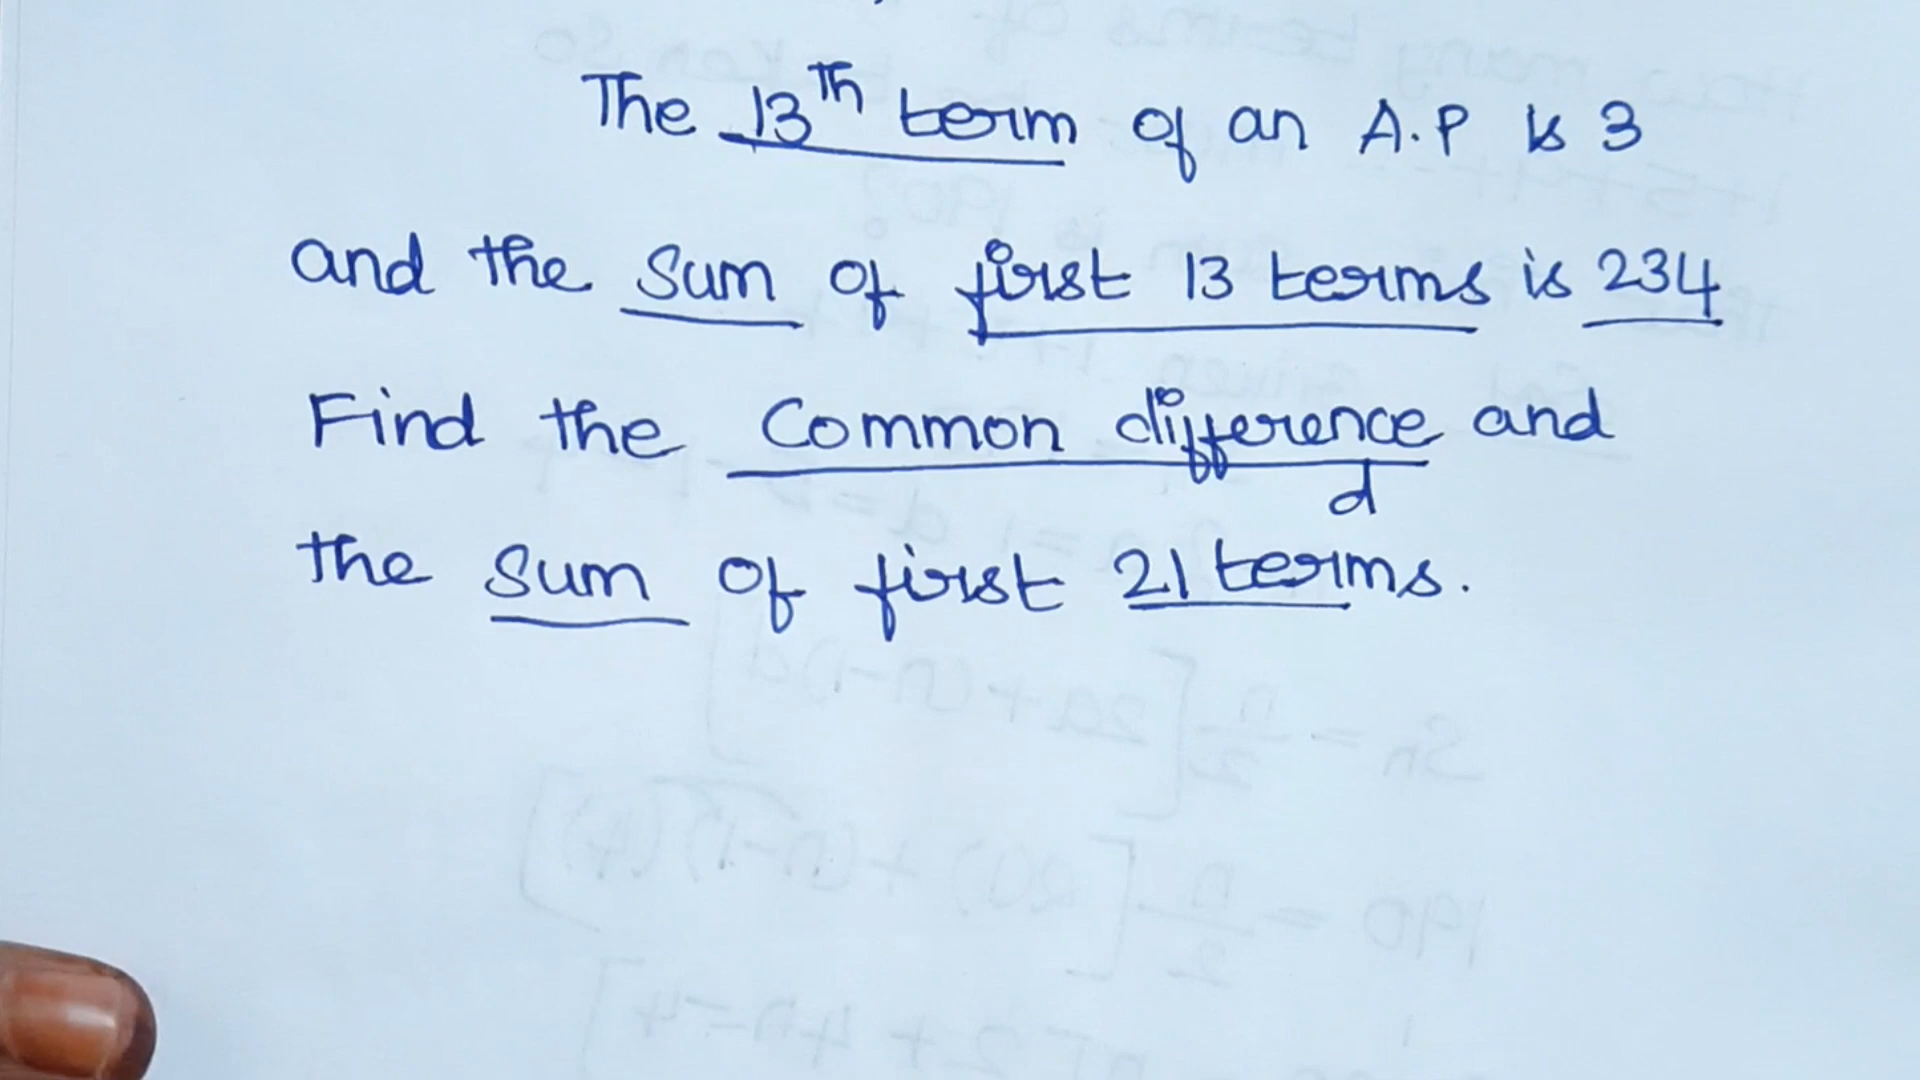 The 13Th term of an A.P is 3
and the sum of first 13 terms is 234
Find the Common difference and
d
the sum of first 21 terms.